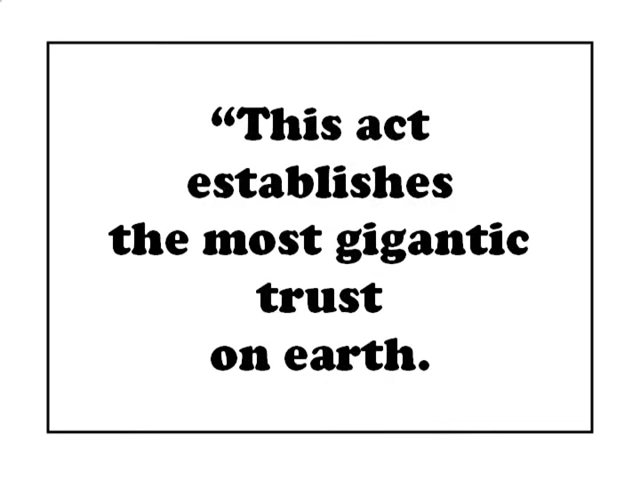 “This act
establishes
the most gigantic
trust
on earth.